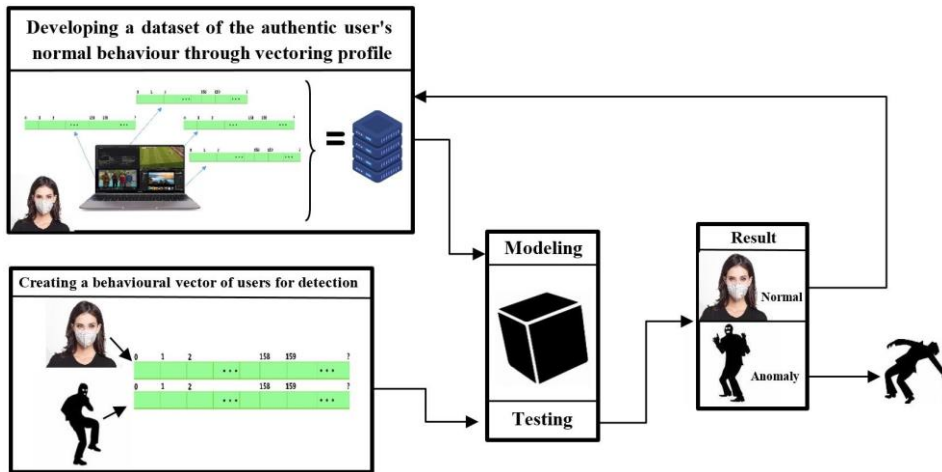 Developing a dataset of the authentic user's
normal behaviour through vectoring profile
=
Creating a behavioural vector of users for detection
0 1 2 158 159 ?
...   ...
0 1 2 158 159 ?
...   ...
Modeling
Testing
Result
Normal
Anomaly